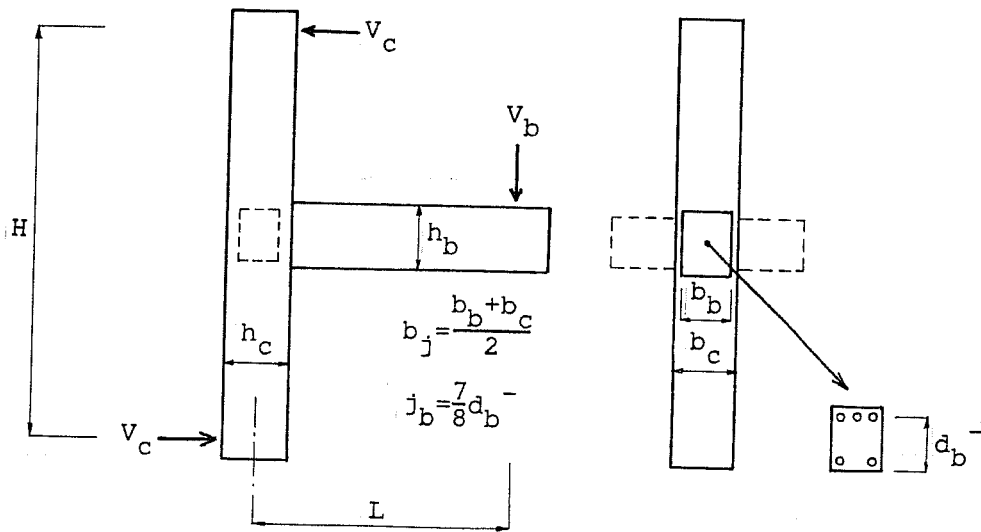 V_c
V_b
H
h_b
b_b
b_j = (b_b + b_c)/2
b_c
h_c
j_b = 7/8 d_b^-
d_b^-
V_c
L